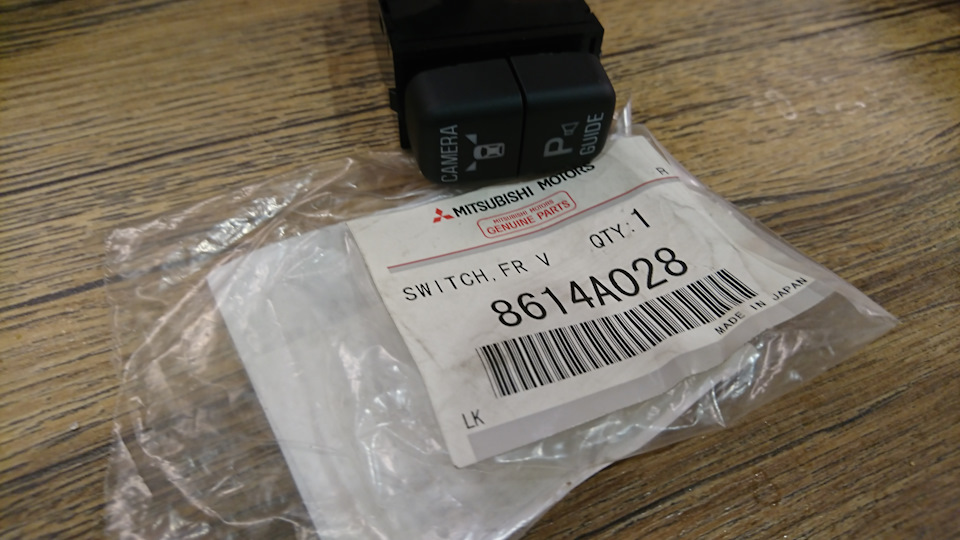 CAMERA
P
GUIDE
MITSUBISHI MOTORS
R
MITSUBISHI MOTORS
GENUINE PARTS
SWITCH, FR V QTY: 1
8614A028
MADE IN JAPAN
LK